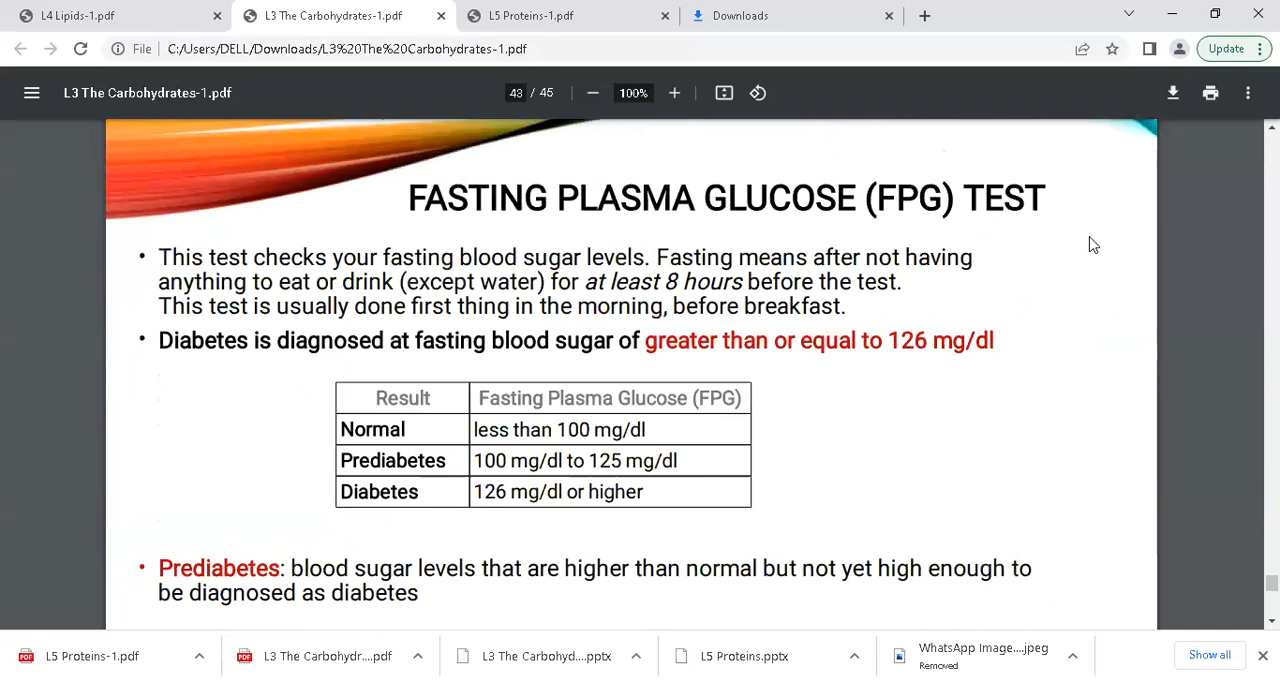 L4 Lipids-1.pdf
L3 The Carbohydrates-1.pdf
L5 Proteins-1.pdf
Downloads
File C:/Users/DELL/Downloads/L3%20The%20Carbohydrates-1.pdf
Update
L3 The Carbohydrates-1.pdf
43 / 45
100%
FASTING PLASMA GLUCOSE (FPG) TEST
• This test checks your fasting blood sugar levels. Fasting means after not having
anything to eat or drink (except water) for at least 8 hours before the test.
This test is usually done first thing in the morning, before breakfast.
• Diabetes is diagnosed at fasting blood sugar of greater than or equal to 126 mg/dl
Result Fasting Plasma Glucose (FPG)
Normal less than 100 mg/dl
Prediabetes 100 mg/dl to 125 mg/dl
Diabetes 126 mg/dl or higher
• Prediabetes: blood sugar levels that are higher than normal but not yet high enough to
be diagnosed as diabetes
L5 Proteins-1.pdf
L3 The Carbohydr....pdf
L3 The Carbohyd....pptx
L5 Proteins.pptx
WhatsApp Image....jpeg
Removed
Show all